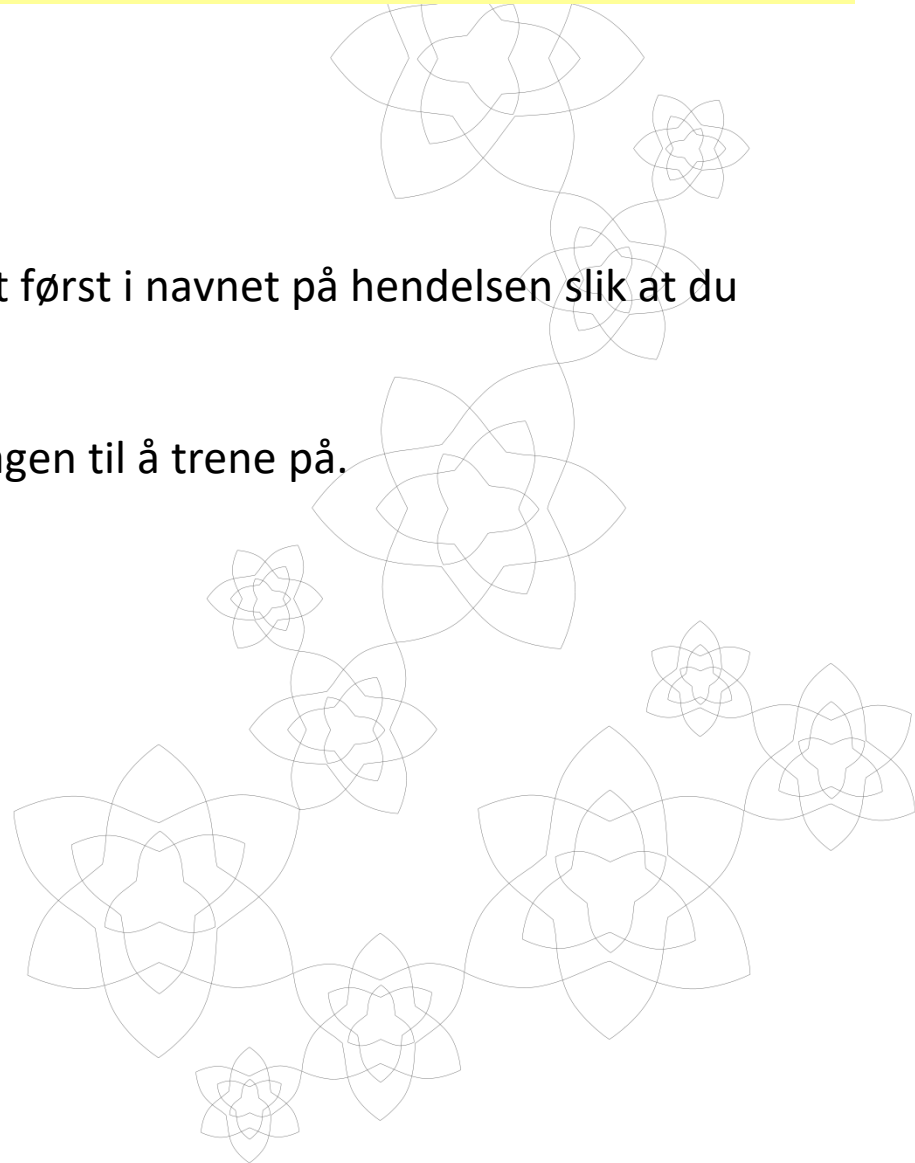 t først i navnet på hendelsen slik at du
gen til å trene på.